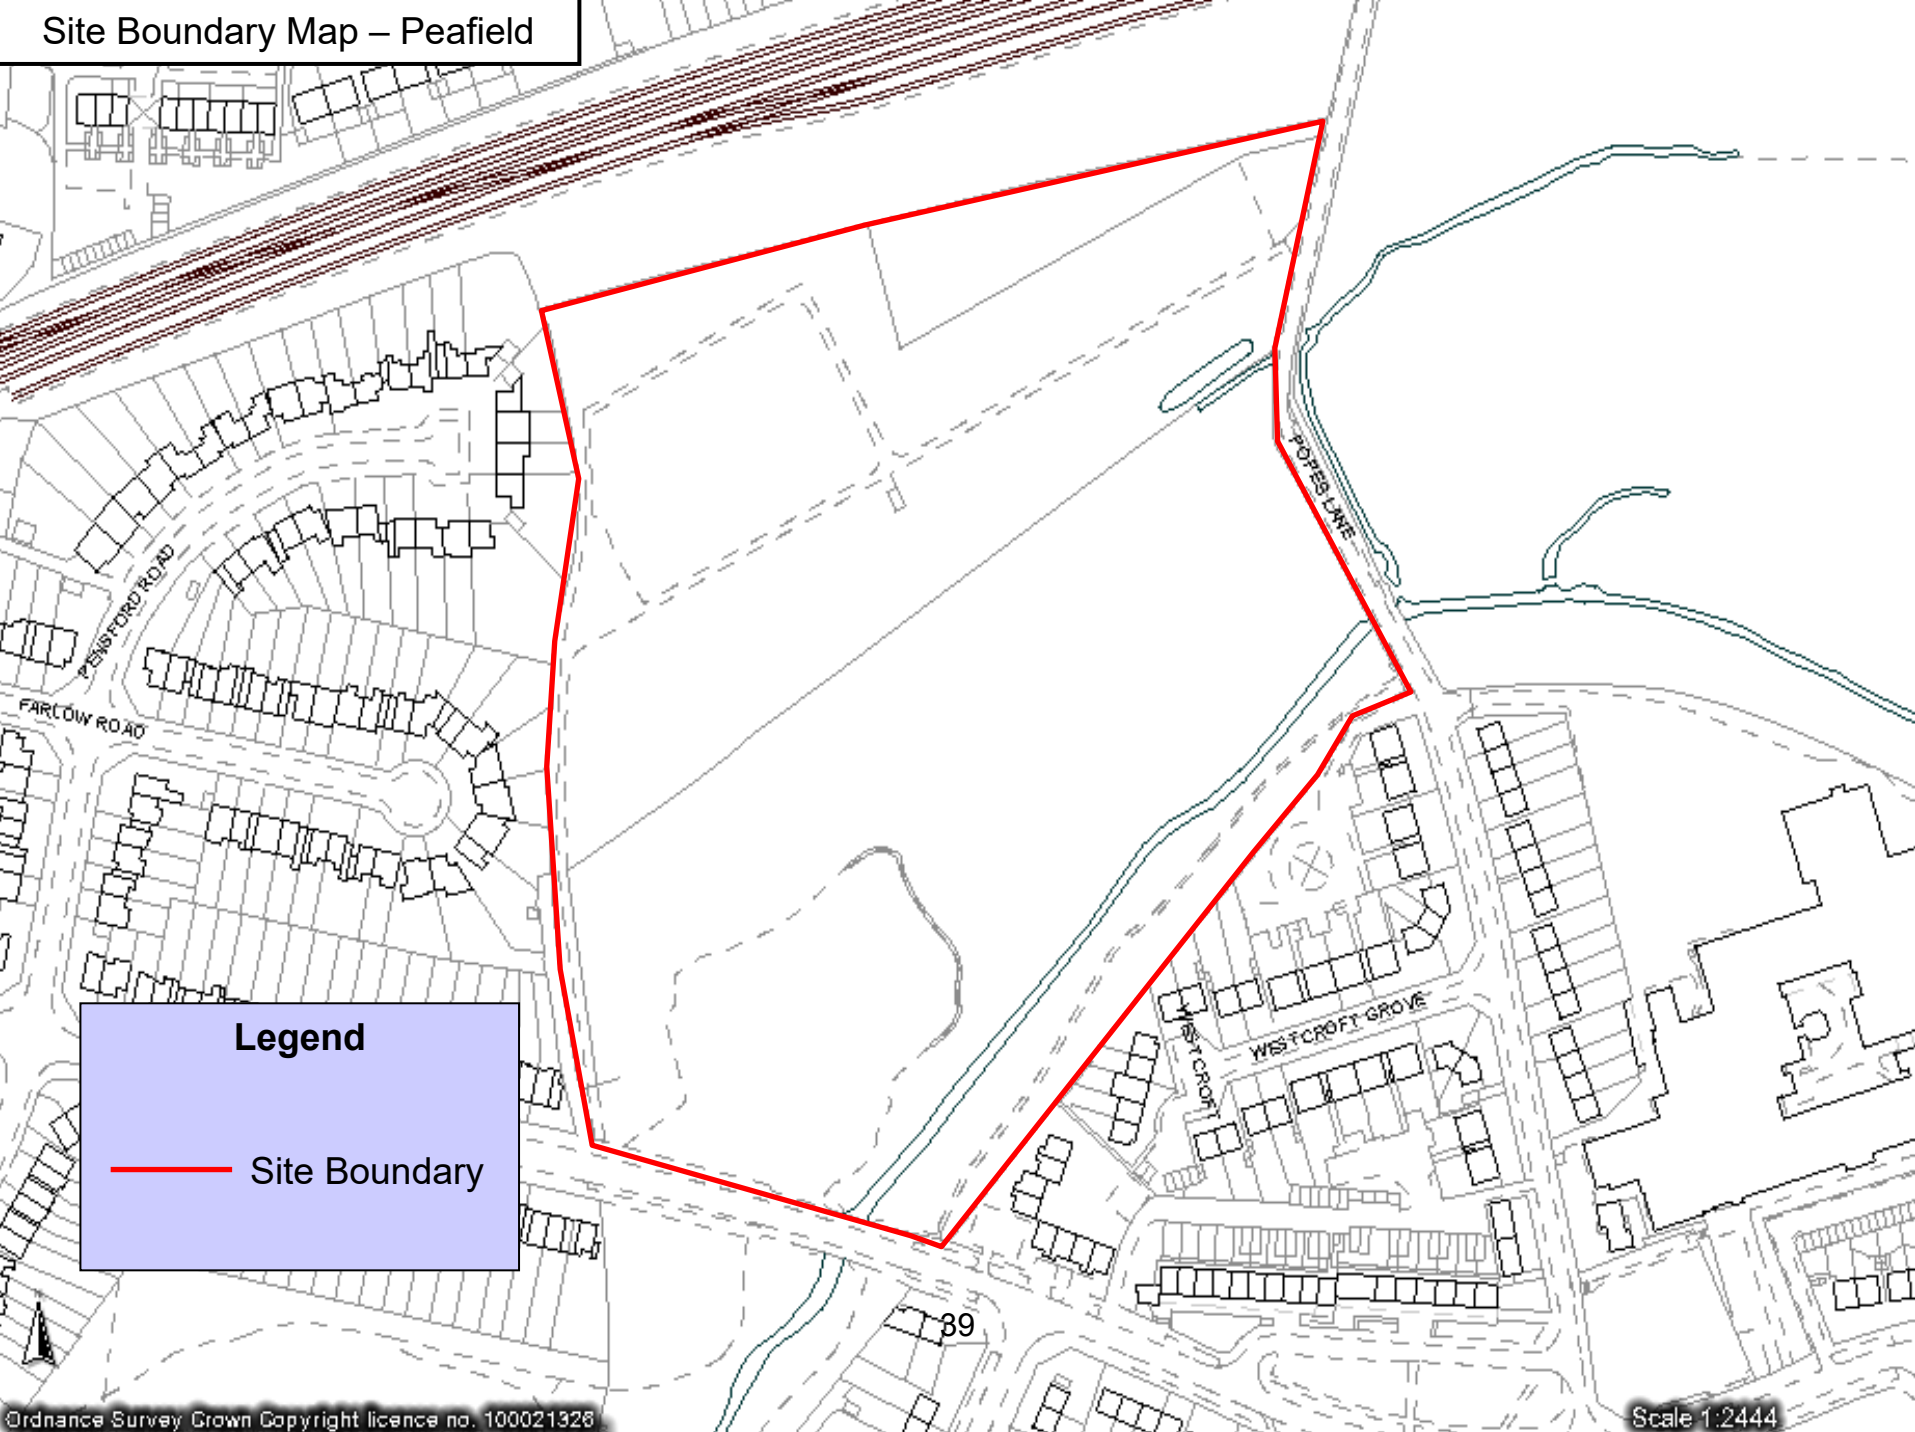 Site Boundary Map – Peafield
POPES LANE
PENSFORD ROAD
FARLOW ROAD
WESTCROFT GROVE
WESTCROFT
Legend
Site Boundary
39
Ordnance Survey Crown Copyright licence no. 100021326 .
Scale 1:2444